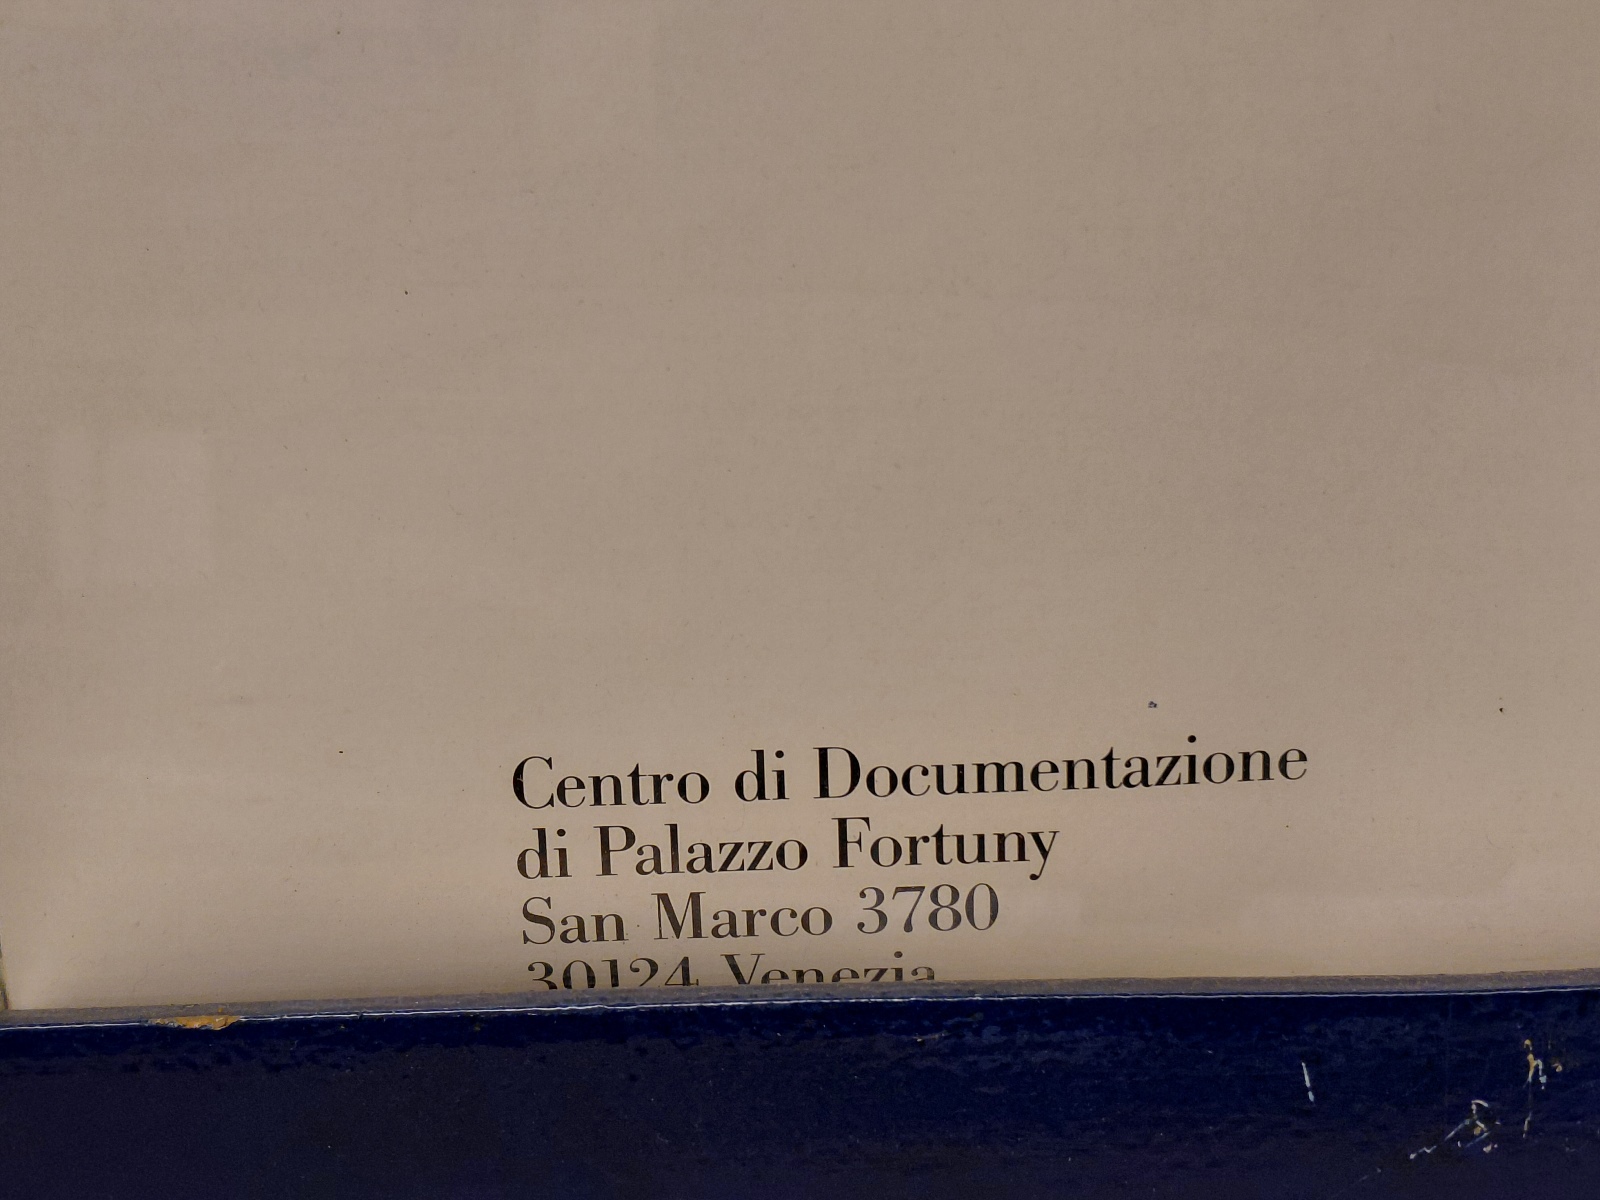 Centro di Documentazione
di Palazzo Fortuny
San Marco 3780
30124 Venezia